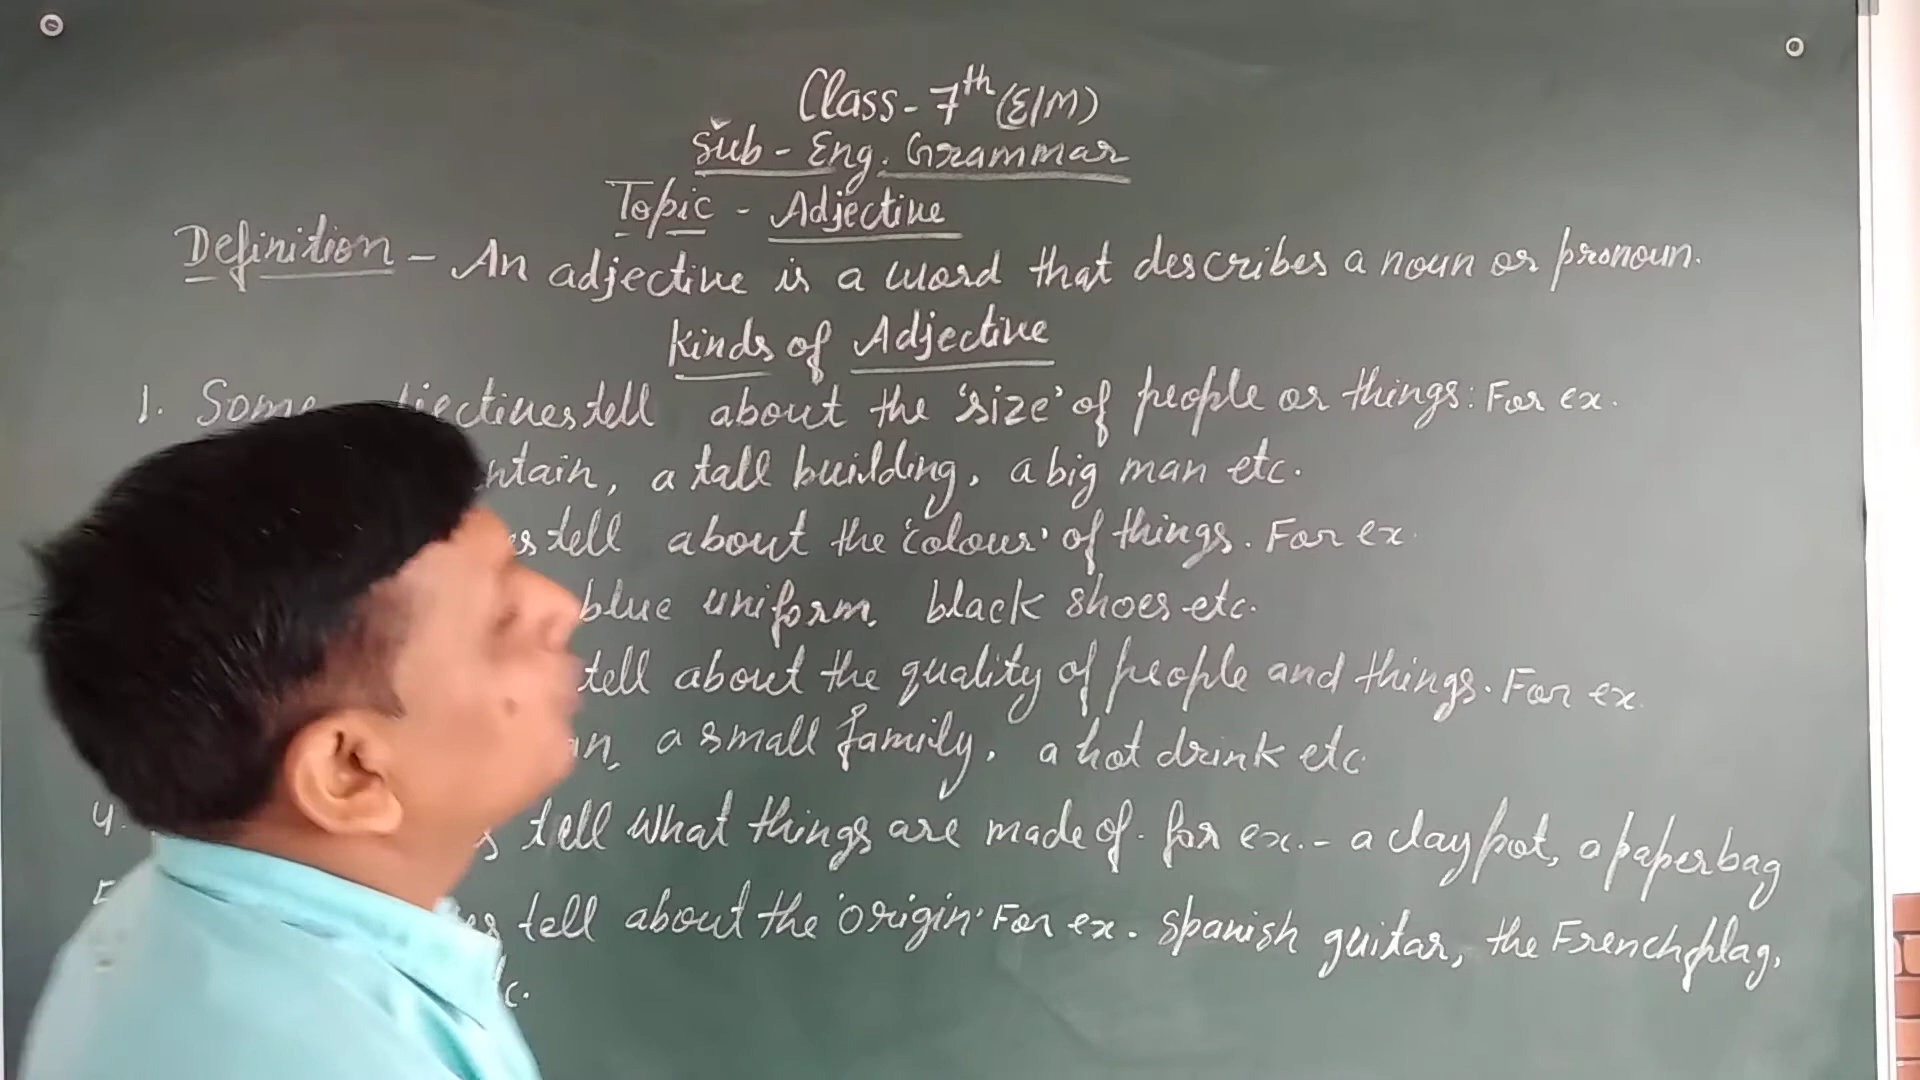 Class - 7th (E/M)
Sub - Eng. Grammar
Topic - Adjective
Definition - An adjective is a word that describes a noun or pronoun.
Kinds of Adjective
1. Some tell about the 'size' of people or things: For ex.
a tall building, a big man etc.
tell about the 'colour' of things. For ex.
blue uniform, black shoes etc.
tell about the quality of people and things. For ex.
a small family, a hot drink etc.
4. tell what things are made of. for ex. - a clay pot, a paper bag
tell about the 'origin' For ex. Spanish guitar, the French flag,